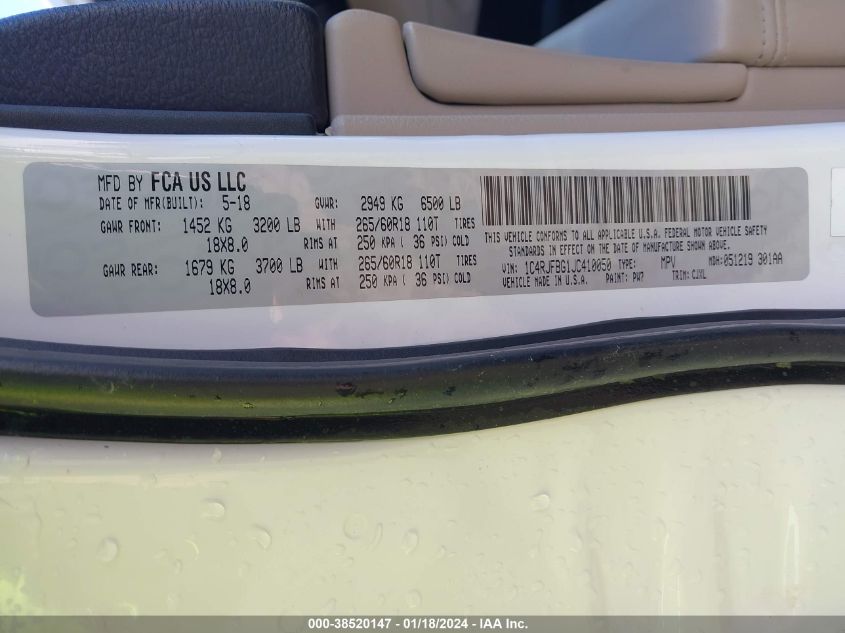 MFD BY FCA US LLC
DATE OF MFR(BUILT): 5-18 GVWR: 2949 KG 6500 LB
GAWR FRONT: 1452 KG 3200 LB WITH 265/60R18 110T TIRES
18X8.0 RIMS AT 250 KPA ( 36 PSI) COLD
GAWR REAR: 1679 KG 3700 LB WITH 265/60R18 110T TIRES
18X8.0 RIMS AT 250 KPA ( 36 PSI) COLD
THIS VEHICLE CONFORMS TO ALL APPLICABLE U.S.A. FEDERAL MOTOR VEHICLE SAFETY
STANDARDS IN EFFECT ON THE DATE OF MANUFACTURE SHOWN ABOVE.
VIN: 1C4RJFBG1JC410050 TYPE: MPV MDH: 051219 301AA
VEHICLE MADE IN U.S.A. PAINT: PW7 TRIM: CJXL
000-38520147 - 01/18/2024 - IAA Inc.